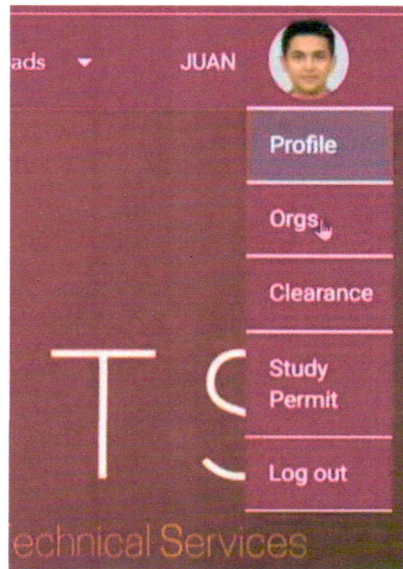 ads JUAN
Profile
Orgs
Clearance
Study
Permit
Log out
T S
echnical Services